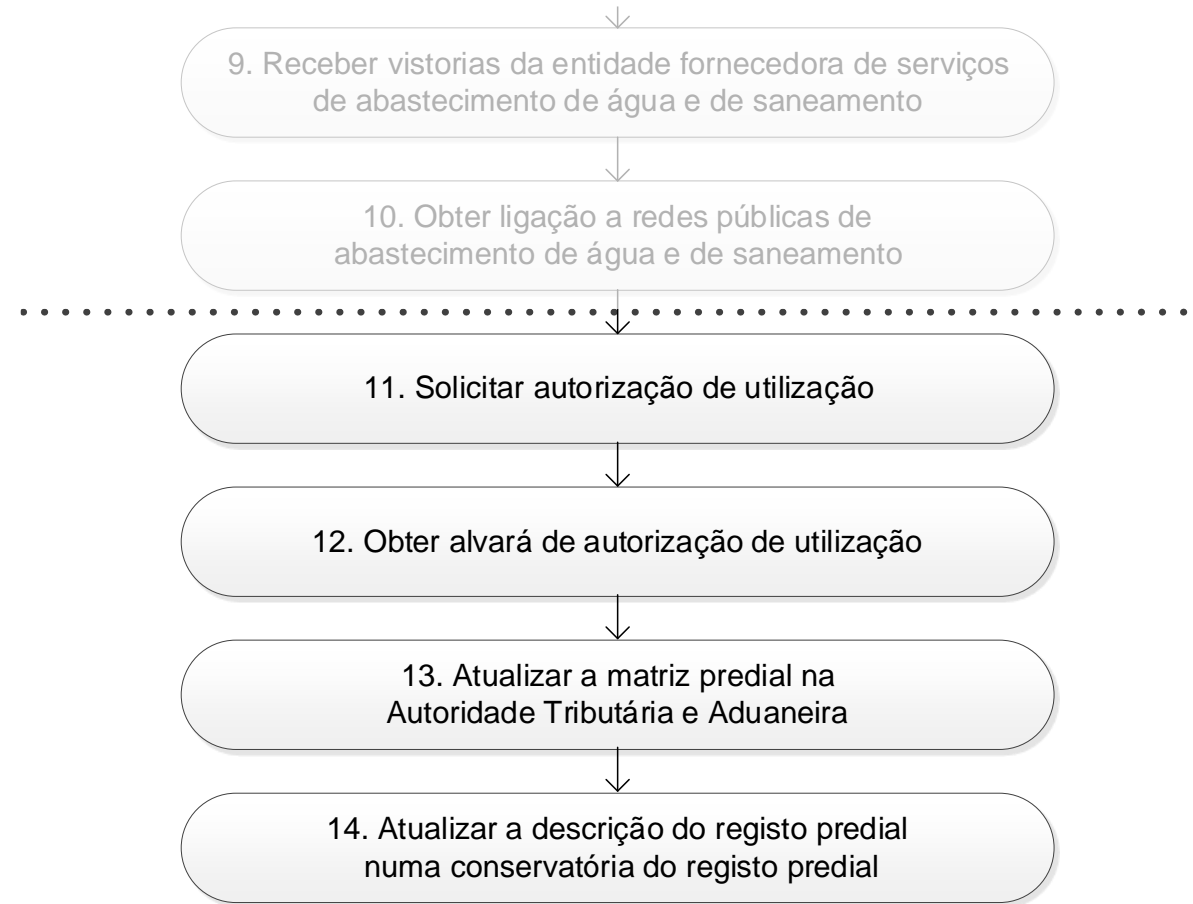 9. Receber vistorias da entidade fornecedora de serviços
de abastecimento de água e de saneamento
10. Obter ligação a redes públicas de
abastecimento de água e de saneamento
11. Solicitar autorização de utilização
12. Obter alvará de autorização de utilização
13. Atualizar a matriz predial na
Autoridade Tributária e Aduaneira
14. Atualizar a descrição do registo predial
numa conservatória do registo predial